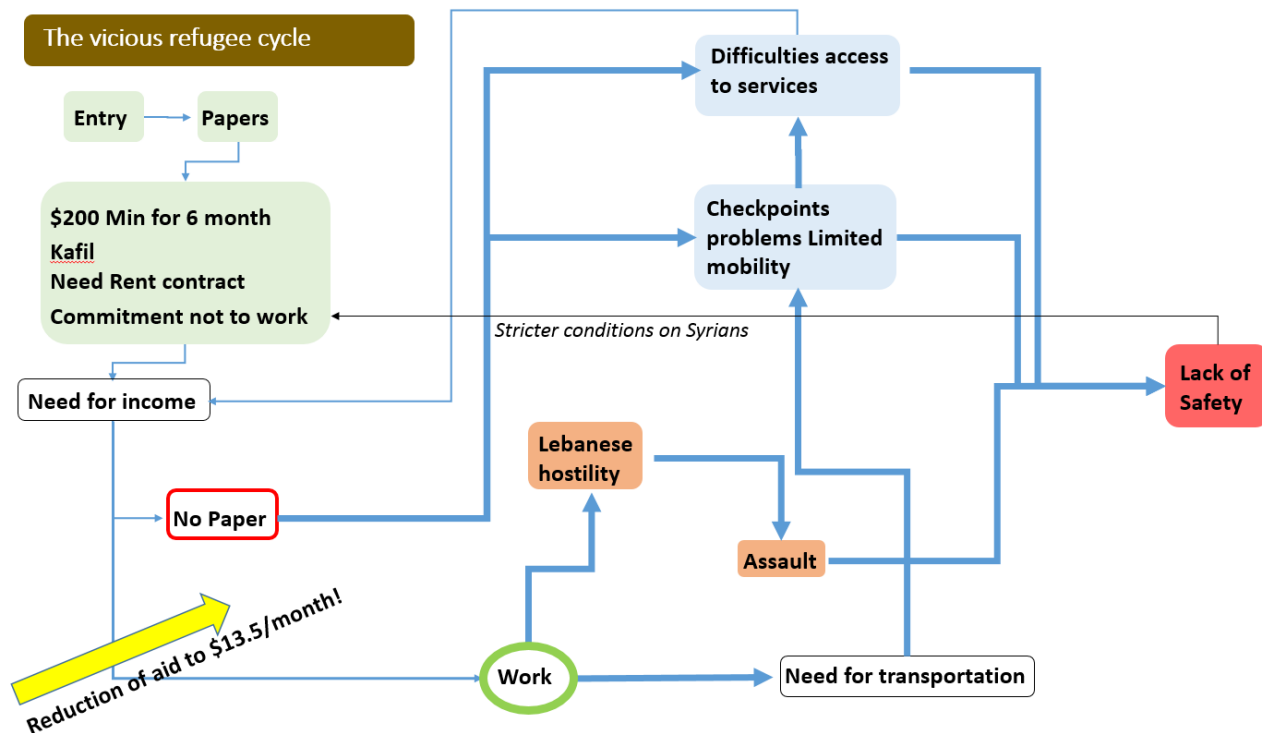 The vicious refugee cycle
Entry
Papers
$200 Min for 6 month
Kafil
Need Rent contract
Commitment not to work
Need for income
No Paper
Reduction of aid to $13.5/month!
Work
Need for transportation
Lebanese
hostility
Assault
Difficulties access
to services
Checkpoints
problems Limited
mobility
Stricter conditions on Syrians
Lack of
Safety